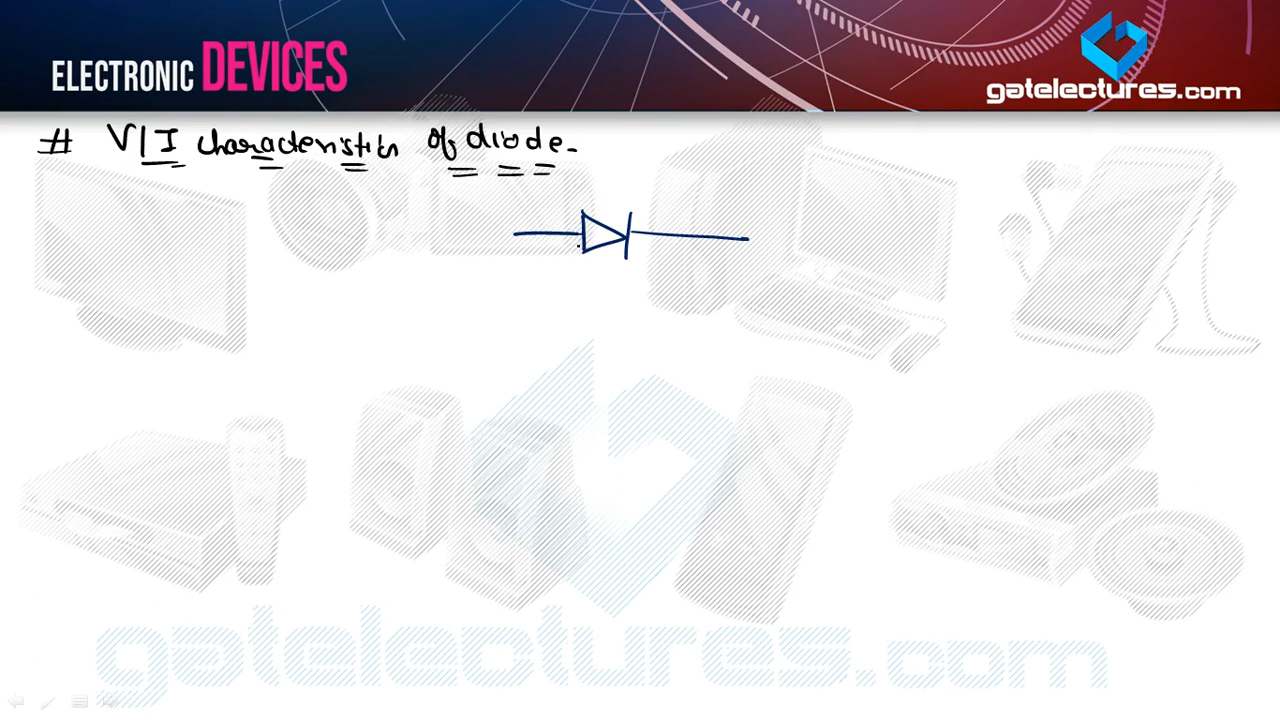 ELECTRONIC DEVICES
gatelectures.com
# V/I characteristics of diode.
gatelectures.com